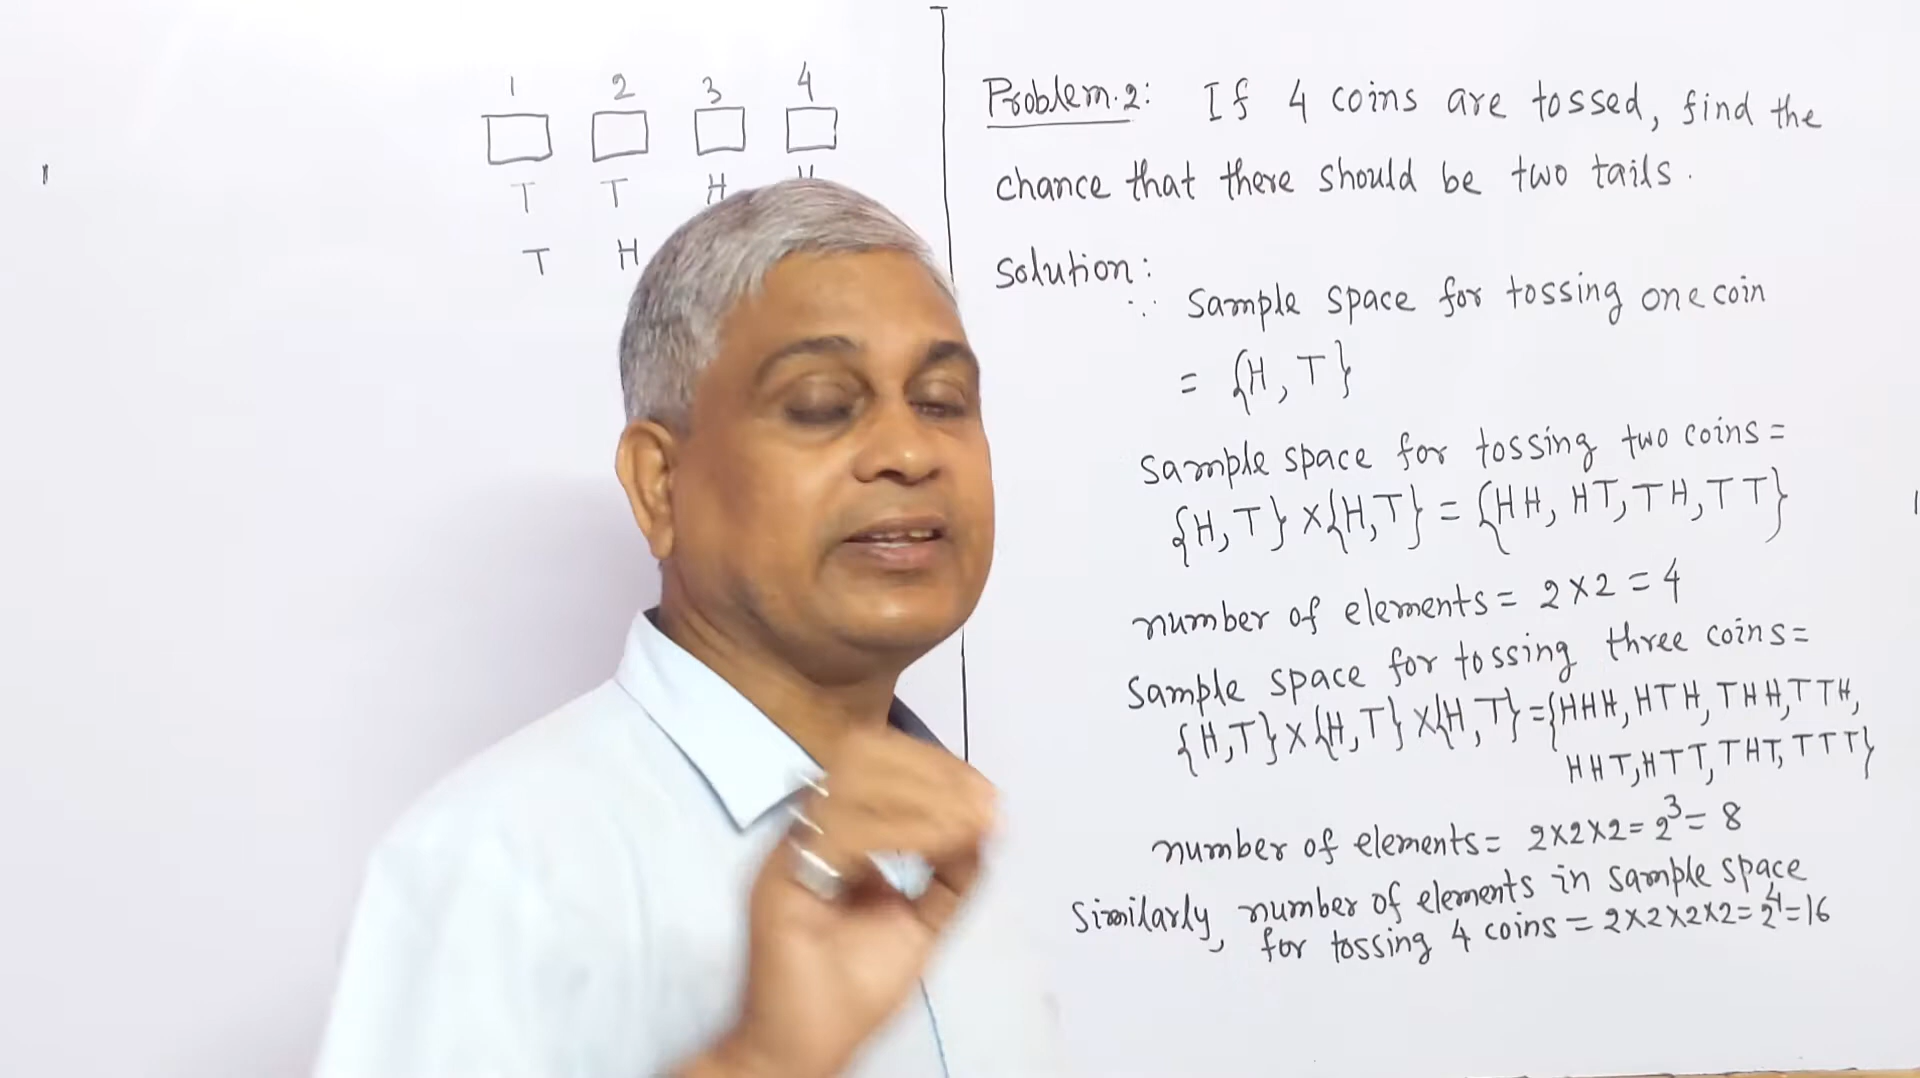 1 2 3 4
T T H
T H
Problem.2: If 4 coins are tossed, find the
chance that there should be two tails.
Solution:
∵ Sample space for tossing one coin
= {H, T}
Sample space for tossing two coins =
{H, T} × {H, T} = {HH, HT, TH, TT}
number of elements = 2×2 = 4
Sample space for tossing three coins =
{H,T} × {H,T} × {H,T} = {HHH, HTH, THH, TTH,
HHT, HTT, THT, TTT}
number of elements = 2×2×2 = 2³ = 8
Similarly, number of elements in sample space
for tossing 4 coins = 2×2×2×2 = 2⁴ = 16